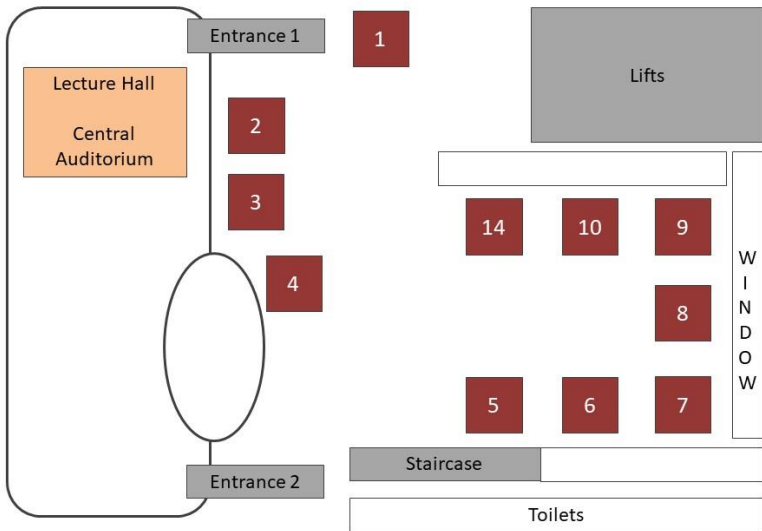 Entrance 1
1
Lifts
Lecture Hall
Central
Auditorium
2
3
4
14
10
9
8
5
6
7
WINDOW
Staircase
Entrance 2
Toilets